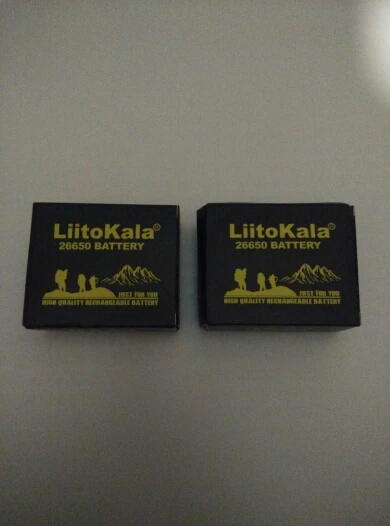 LiitoKala®
26650 BATTERY
JUST FOR YOU
HIGH QUALITY RECHARGEABLE BATTERY
LiitoKala®
26650 BATTERY
JUST FOR YOU
HIGH QUALITY RECHARGEABLE BATTERY